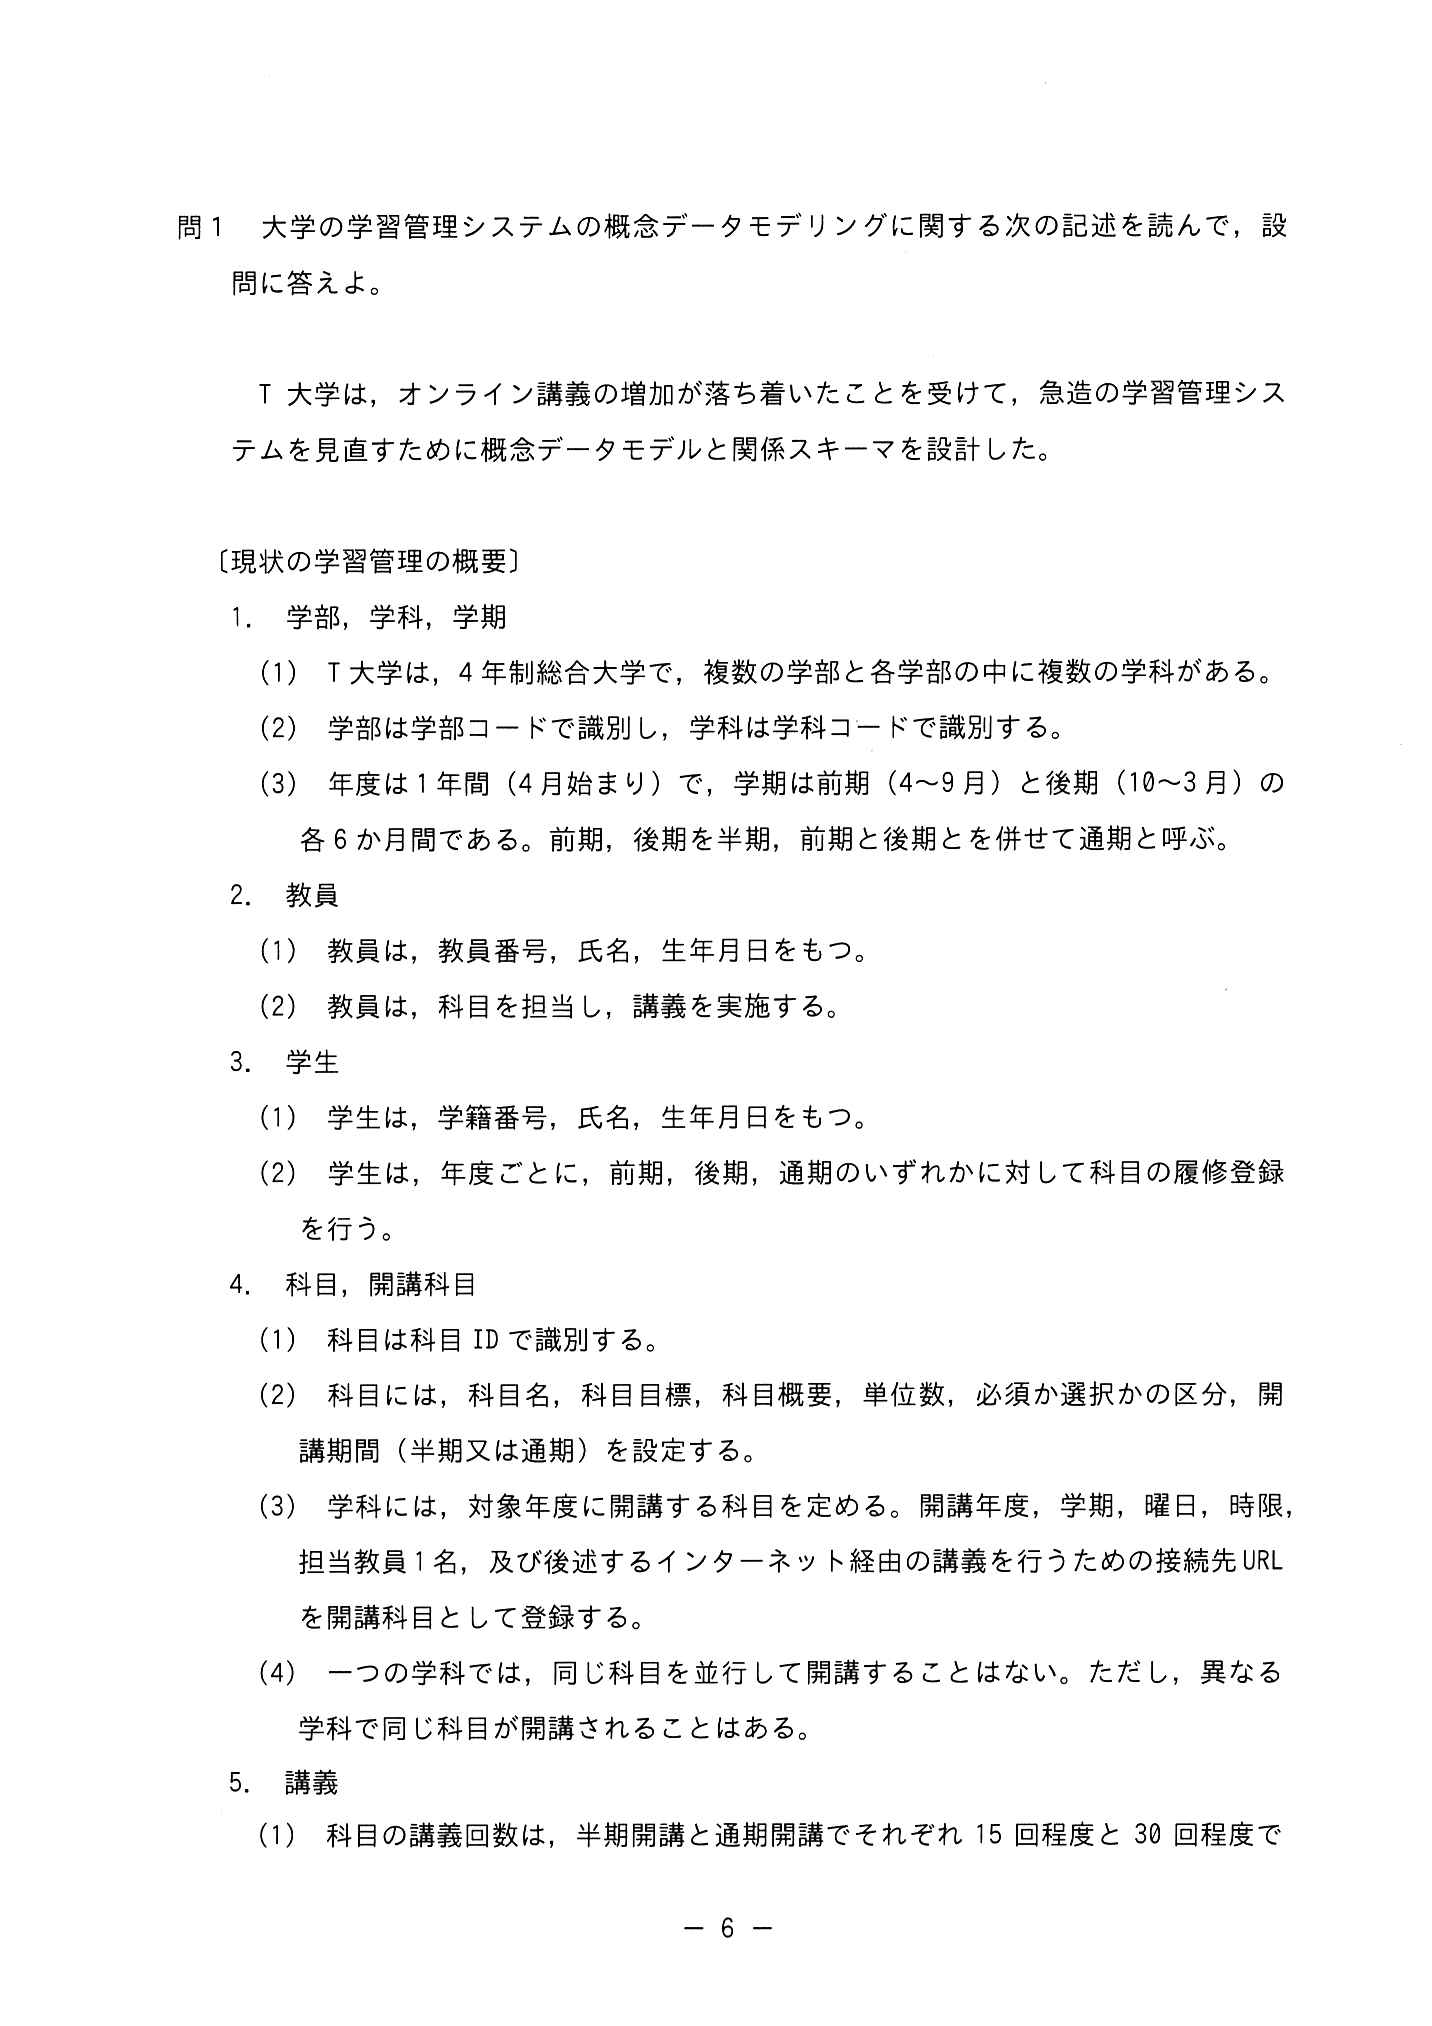 問1 大学の学習管理システムの概念データモデリングに関する次の記述を読んで，設
問に答えよ。
T 大学は，オンライン講義の増加が落ち着いたことを受けて，急造の学習管理シス
テムを見直すために概念データモデルと関係スキーマを設計した。
〔現状の学習管理の概要〕
1. 学部，学科，学期
(1) T 大学は，4 年制総合大学で，複数の学部と各学部の中に複数の学科がある。
(2) 学部は学部コードで識別し，学科は学科コードで識別する。
(3) 年度は 1 年間（4 月始まり）で，学期は前期（4～9 月）と後期（10～3 月）の
各 6 か月間である。前期，後期を半期，前期と後期とを併せて通期と呼ぶ。
2. 教員
(1) 教員は，教員番号，氏名，生年月日をもつ。
(2) 教員は，科目を担当し，講義を実施する。
3. 学生
(1) 学生は，学籍番号，氏名，生年月日をもつ。
(2) 学生は，年度ごとに，前期，後期，通期のいずれかに対して科目の履修登録
を行う。
4. 科目，開講科目
(1) 科目は科目 ID で識別する。
(2) 科目には，科目名，科目目標，科目概要，単位数，必須か選択かの区分，開
講期間（半期又は通期）を設定する。
(3) 学科には，対象年度に開講する科目を定める。開講年度，学期，曜日，時限，
担当教員 1 名，及び後述するインターネット経由の講義を行うための接続先 URL
を開講科目として登録する。
(4) 一つの学科では，同じ科目を並行して開講することはない。ただし，異なる
学科で同じ科目が開講されることはある。
5. 講義
(1) 科目の講義回数は，半期開講と通期開講でそれぞれ 15 回程度と 30 回程度で
－ 6 －